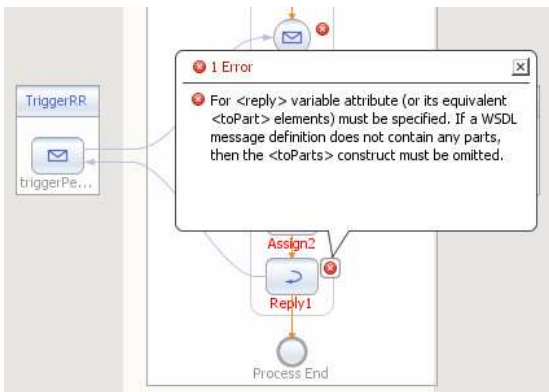 1 Error
For <reply> variable attribute (or its equivalent
<toPart> elements) must be specified. If a WSDL
message definition does not contain any parts,
then the <toParts> construct must be omitted.
TriggerRR
triggerPe...
Assign2
Reply1
Process End